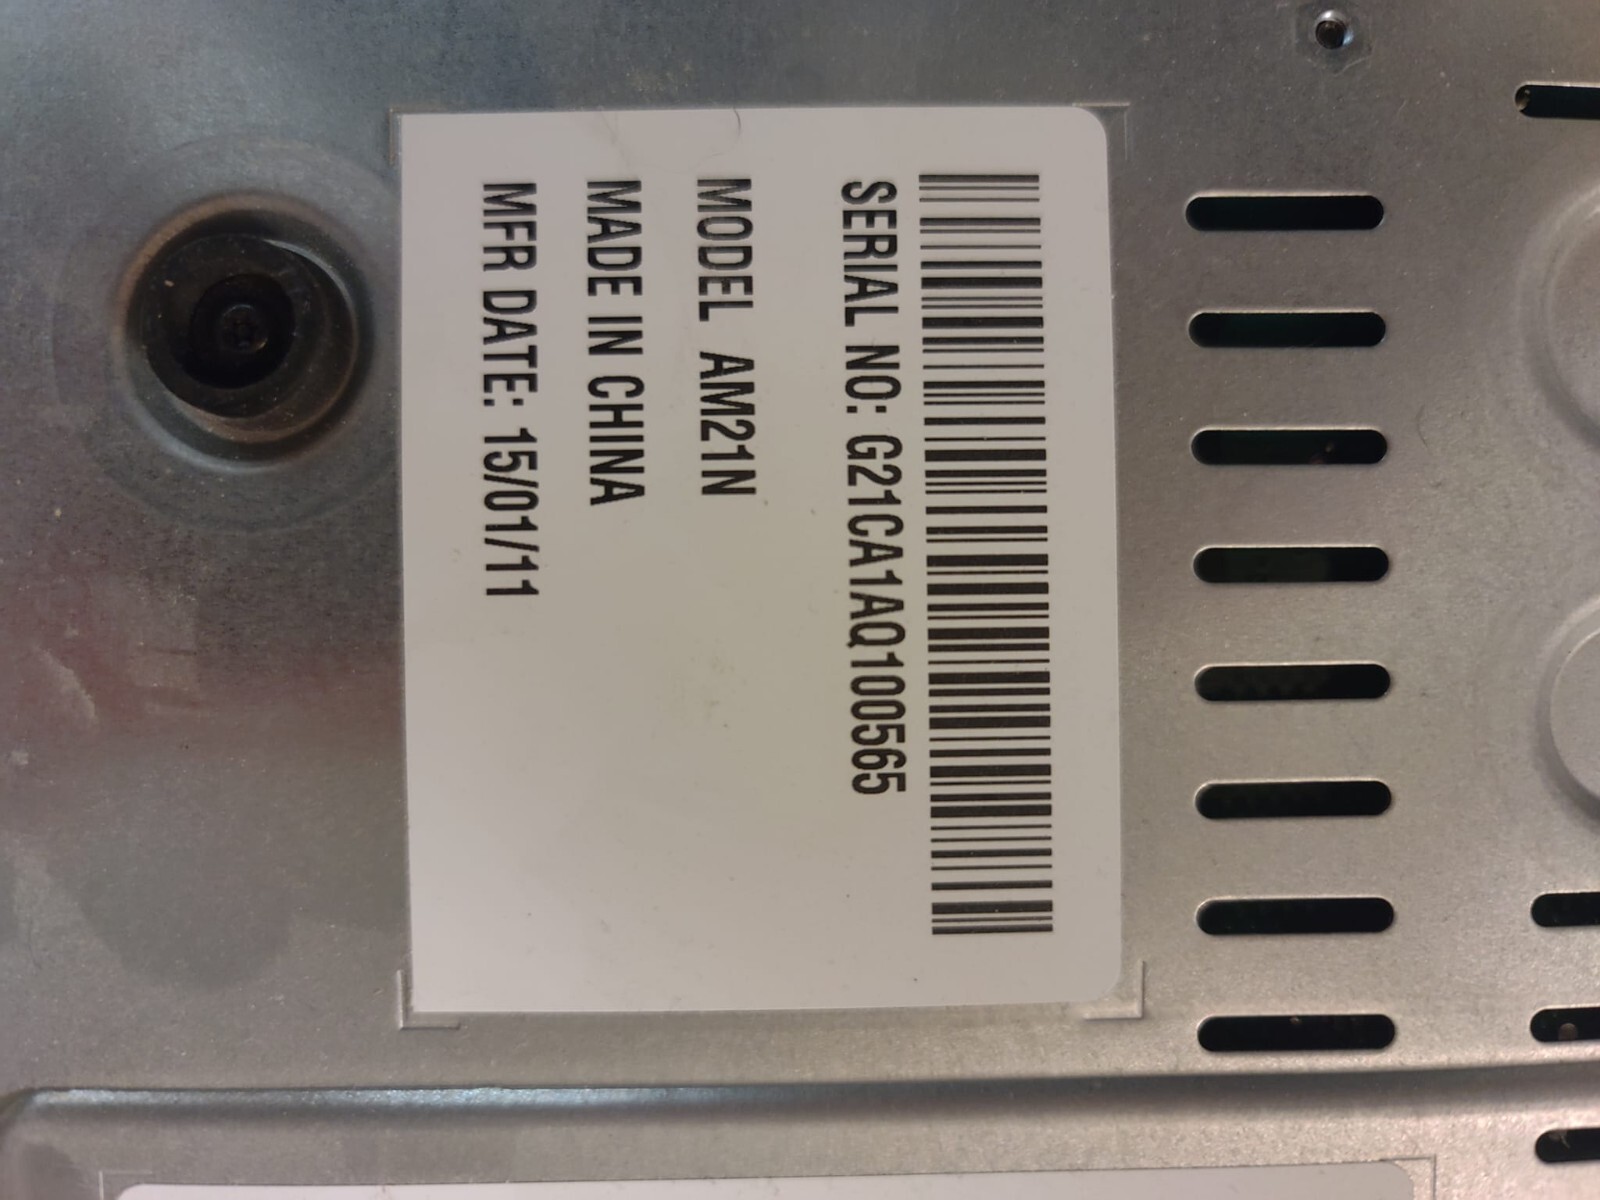 SERIAL NO: G21CA1AQ100565
MODEL AM21N
MADE IN CHINA
MFR DATE: 15/01/11